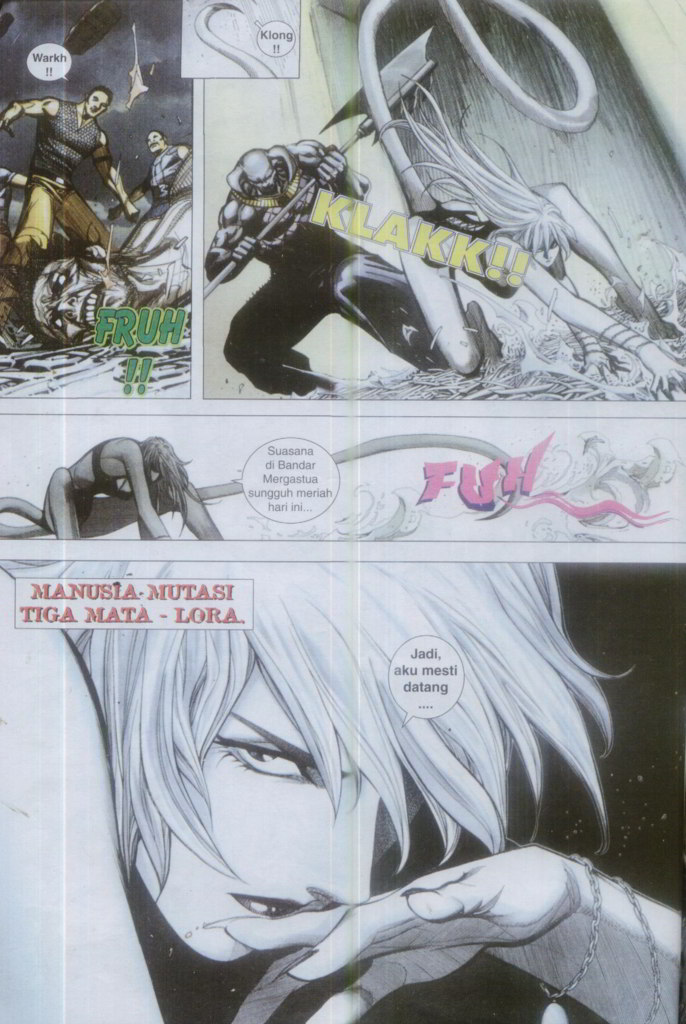 Warkh
!!
Klong
!!
KLAKK!!
FRUH
!!
Suasana
di Bandar
Mergastua
sungguh meriah
hari ini...
FUH
MANUSIA-MUTASI
TIGA MATA - LORA.
Jadi,
aku mesti
datang
....